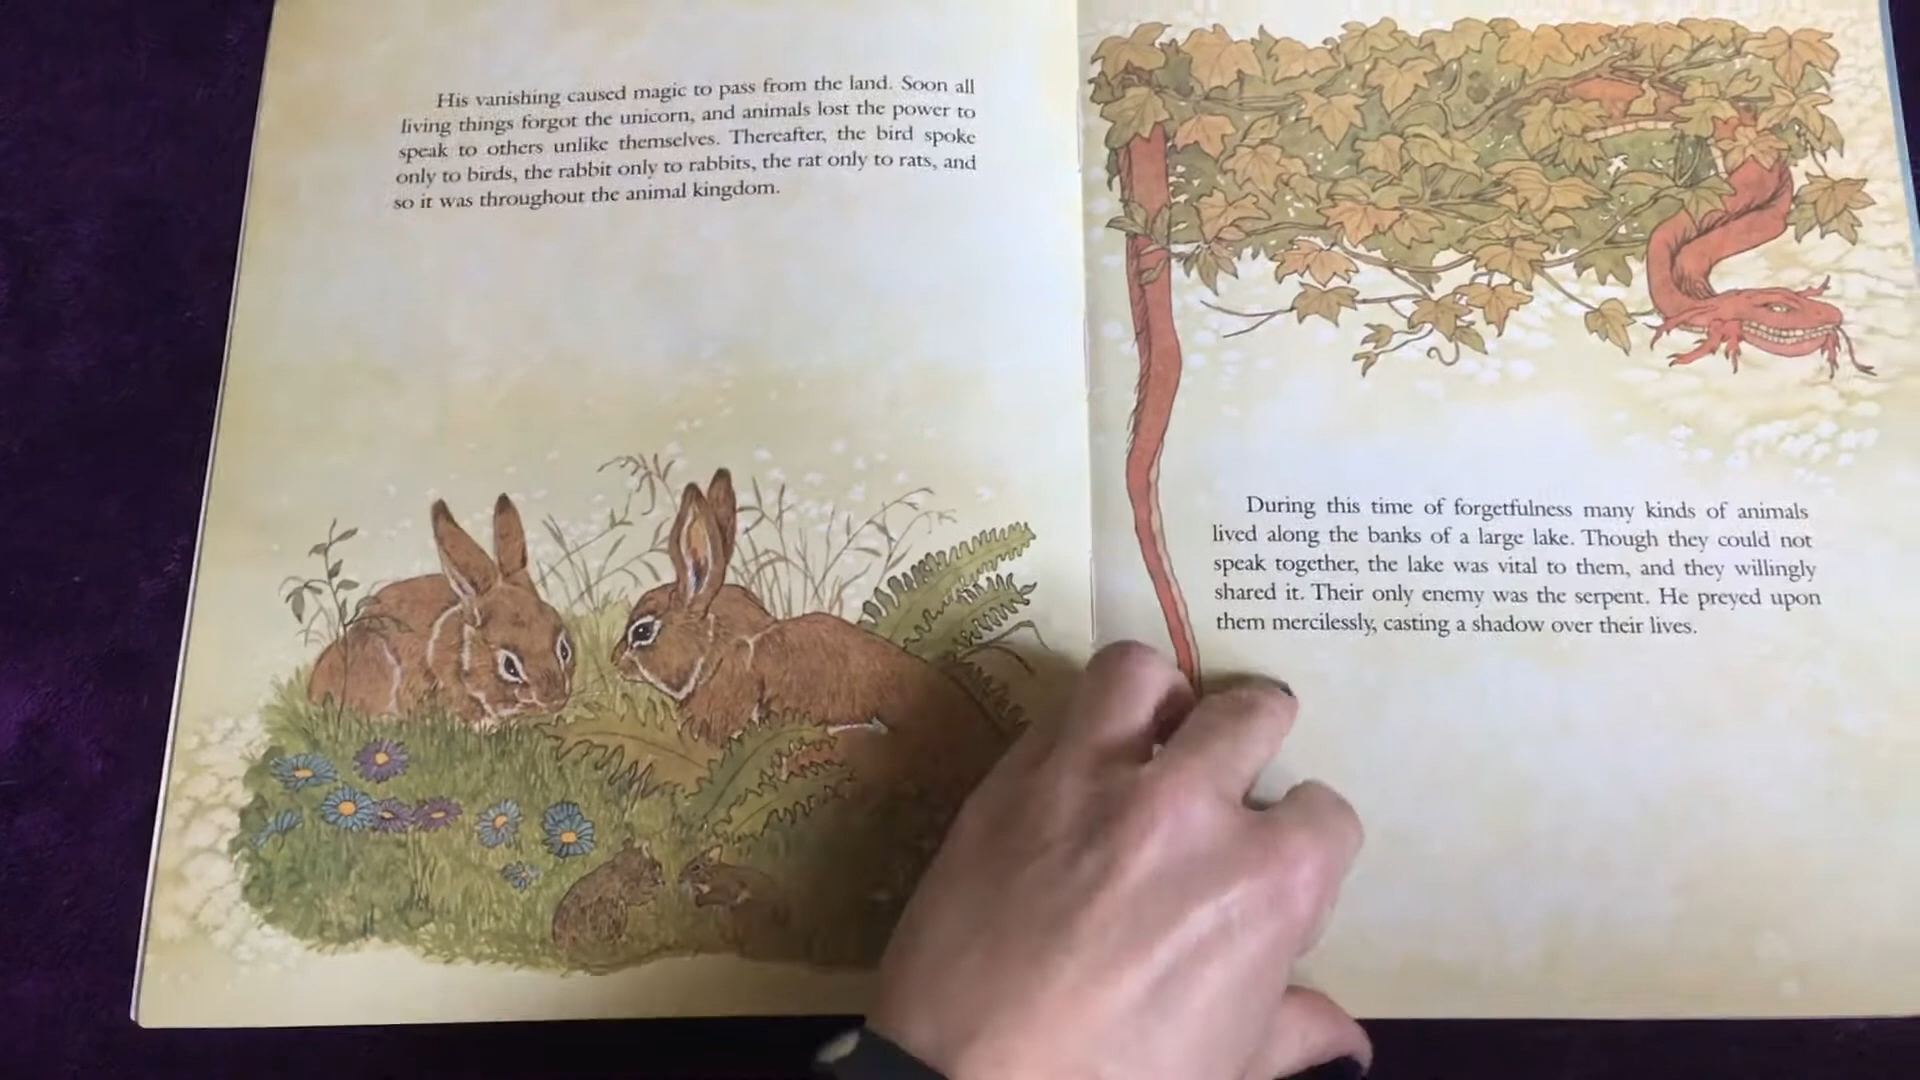 His vanishing caused magic to pass from the land. Soon all
living things forgot the unicorn, and animals lost the power to
speak to others unlike themselves. Thereafter, the bird spoke
only to birds, the rabbit only to rabbits, the rat only to rats, and
so it was throughout the animal kingdom.
During this time of forgetfulness many kinds of animals
lived along the banks of a large lake. Though they could not
speak together, the lake was vital to them, and they willingly
shared it. Their only enemy was the serpent. He preyed upon
them mercilessly, casting a shadow over their lives.